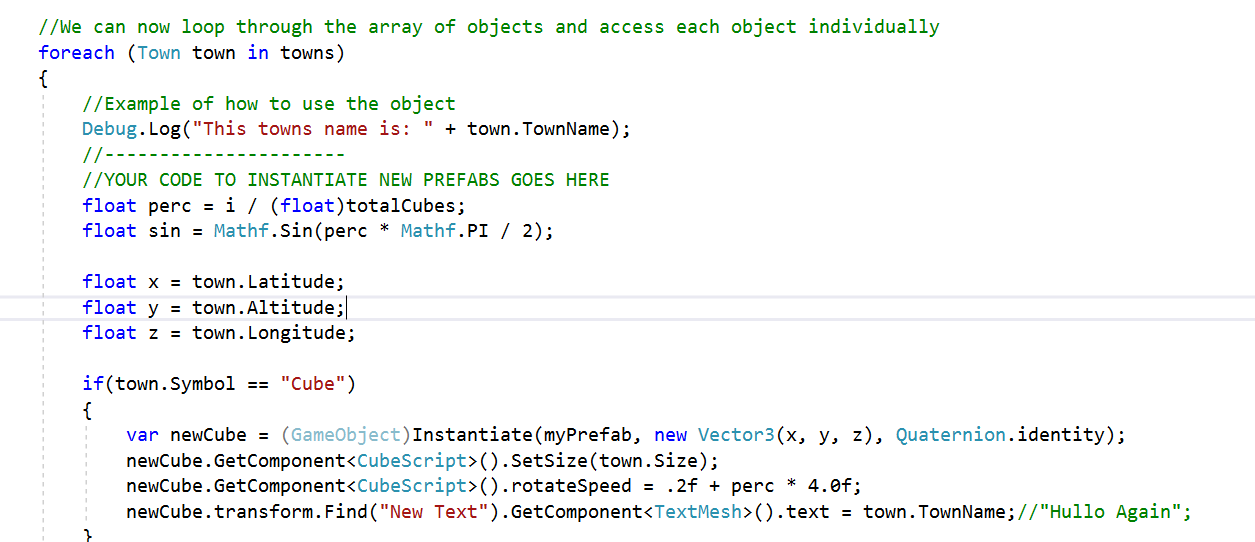 //We can now loop through the array of objects and access each object individually
foreach (Town town in towns)
{
//Example of how to use the object
Debug.Log("This towns name is: " + town.TownName);
//----------------------
//YOUR CODE TO INSTANTIATE NEW PREFABS GOES HERE
float perc = i / (float)totalCubes;
float sin = Mathf.Sin(perc * Mathf.PI / 2);
float x = town.Latitude;
float y = town.Altitude;
float z = town.Longitude;
if(town.Symbol == "Cube")
{
var newCube = (GameObject)Instantiate(myPrefab, new Vector3(x, y, z), Quaternion.identity);
newCube.GetComponent<CubeScript>().SetSize(town.Size);
newCube.GetComponent<CubeScript>().rotateSpeed = .2f + perc * 4.0f;
newCube.transform.Find("New Text").GetComponent<TextMesh>().text = town.TownName;//"Hullo Again";
}